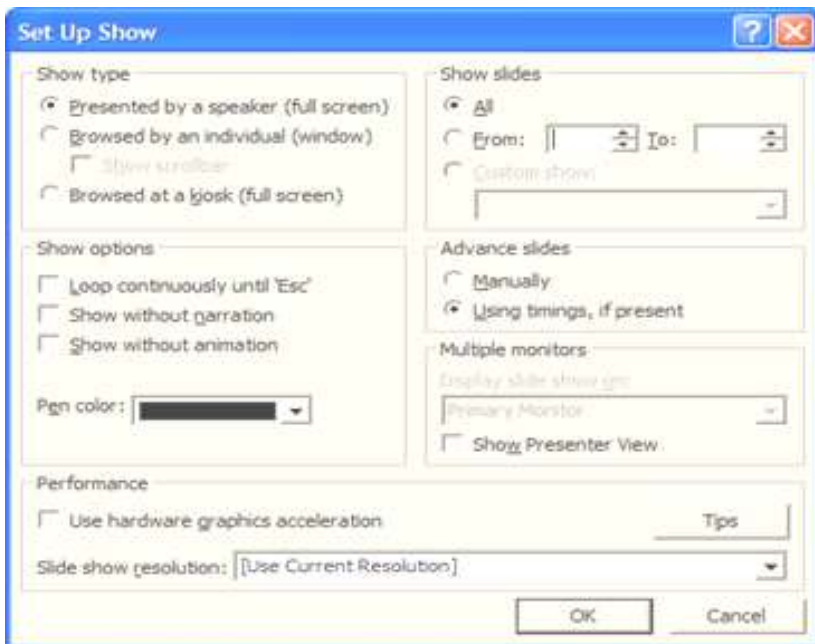 Set Up Show
Show type
Presented by a speaker (full screen)
Browsed by an individual (window)
Show scrollbar
Browsed at a kiosk (full screen)
Show slides
All
From: To:
Custom show:
Show options
Loop continuously until 'Esc'
Show without narration
Show without animation
Pen color:
Advance slides
Manually
Using timings, if present
Multiple monitors
Display slide show on:
Primary Monitor
Show Presenter View
Performance
Use hardware graphics acceleration
Tips
Slide show resolution: [Use Current Resolution]
OK Cancel